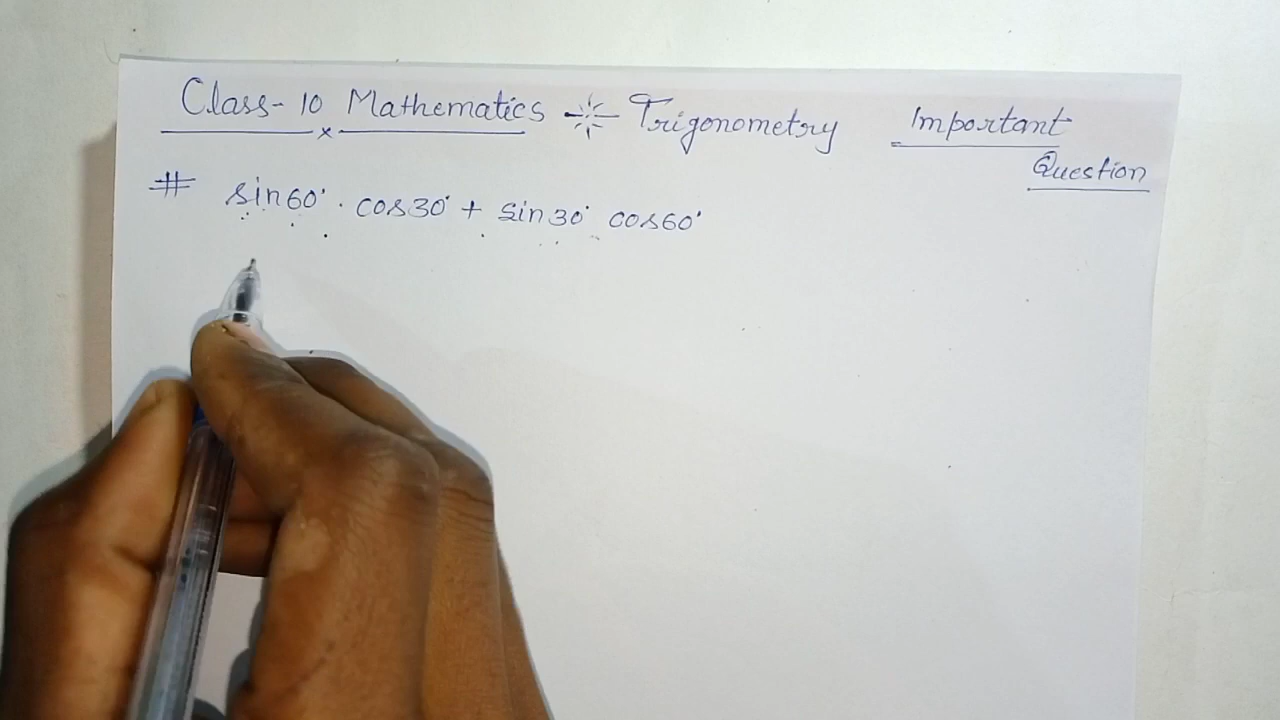 Class- 10 Mathematics Trigonometry Important
Question
# sin60° · cos30° + sin30° cos60°